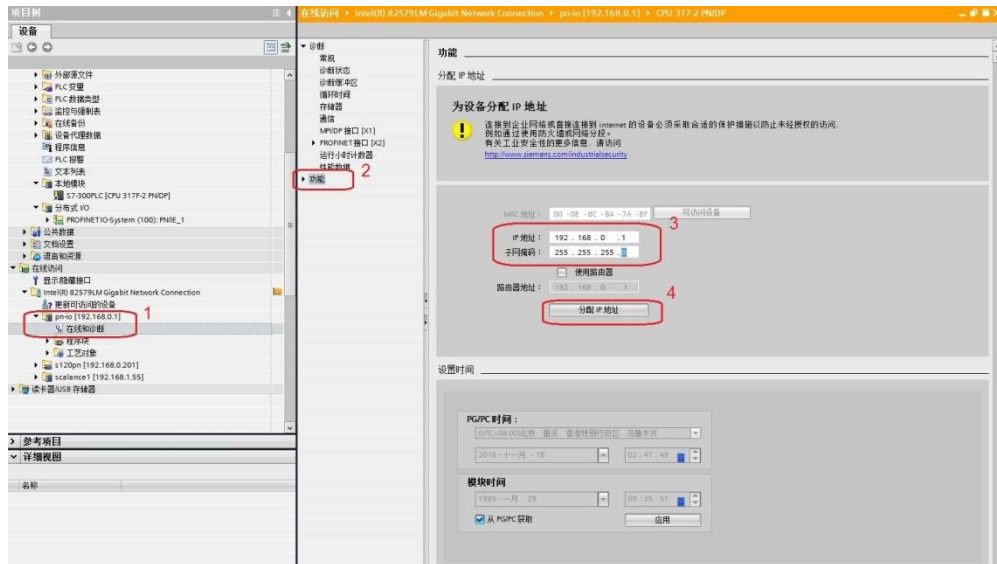 项目树
在线访问 › Intel(R) 82579LM Gigabit Network Connection › pn-io [192.168.0.1] › CPU 317-2 PN/DP
设备
外部源文件
PLC 变量
PLC 数据类型
监控与强制表
在线备份
设备代理数据
程序信息
PLC 报警
文本列表
本地模块
S7-300PLC [CPU 317F-2 PN/DP]
分布式 I/O
PROFINET IO-System (100): PN/IE_1
公共数据
文档设置
语言和资源
在线访问
显示/隐藏接口
Intel(R) 82579LM Gigabit Network Connection
更新可访问的设备
pn-io [192.168.0.1]
1
在线和诊断
程序块
工艺对象
s120pn [192.168.0.201]
scalance1 [192.168.1.55]
读卡器/USB 存储器
参考项目
详细视图
名称
诊断
常规
诊断状态
诊断缓冲区
循环时间
存储器
通信
MPI/DP 接口 [X1]
PROFINET 接口 [X2]
运行小时计数器
性能数据
2
功能
功能
分配 IP 地址
为设备分配 IP 地址
连接到企业网络或直接连接到 internet 的设备必须采取合适的保护措施以防止未经授权的访问.
例如通过使用防火墙或网络分段。
有关工业安全性的更多信息, 请访问
http://www.siemens.com/industrialsecurity
MAC 地址： 00 -0E -8C -84 -7A -8F 可访问设备
3
IP 地址： 192 . 168 . 0 . 1
子网掩码： 255 . 255 . 255 . 0
使用路由器
路由器地址： 192 . 168 . 0 . 1
4
分配 IP 地址
设置时间
PG/PC 时间：
(UTC+08:00)北京，重庆，香港特别行政区，乌鲁木齐
2016 - 十一月 - 18 02 : 47 : 49
模块时间
1995 - 一月 - 29 09 : 35 : 51
从 PG/PC 获取 应用